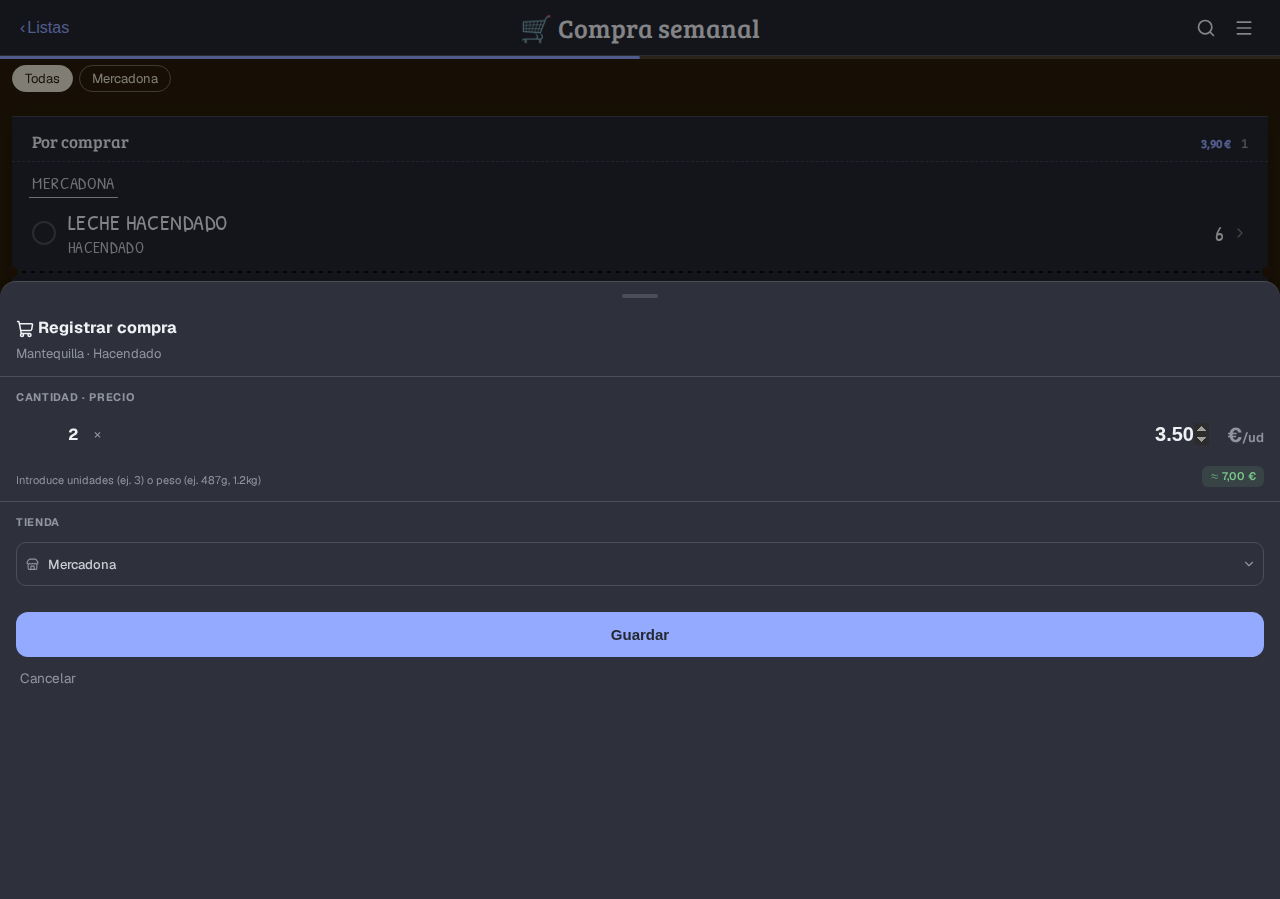 ‹ Listas
🛒 Compra semanal
Todas
Mercadona
Por comprar
3,90 € 1
MERCADONA
LECHE HACENDADO
HACENDADO
6
Registrar compra
Mantequilla · Hacendado
CANTIDAD · PRECIO
2 × 3.50 €/ud
Introduce unidades (ej. 3) o peso (ej. 487g, 1.2kg)
≈ 7,00 €
TIENDA
Mercadona
Guardar
Cancelar